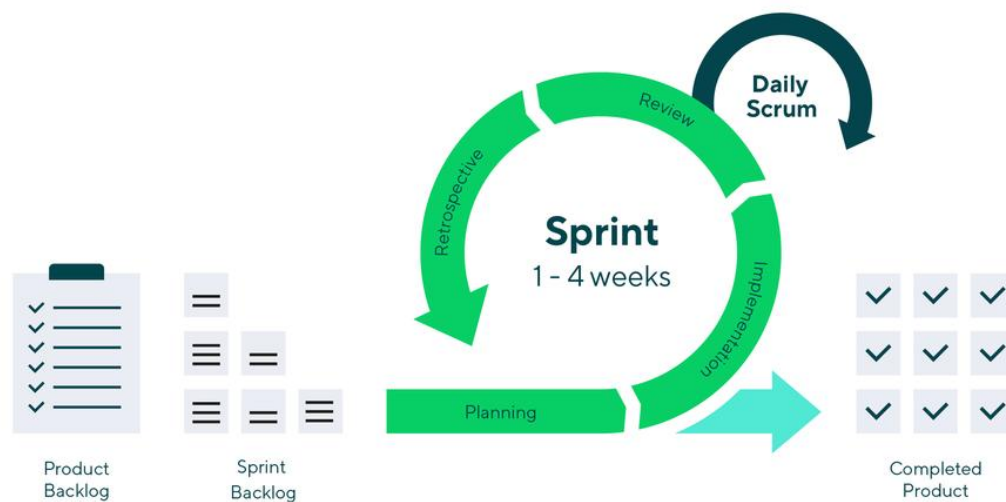 Daily
Scrum
Review
Retrospective
Sprint
1 - 4 weeks
Implementation
Planning
Product
Backlog
Sprint
Backlog
Completed
Product